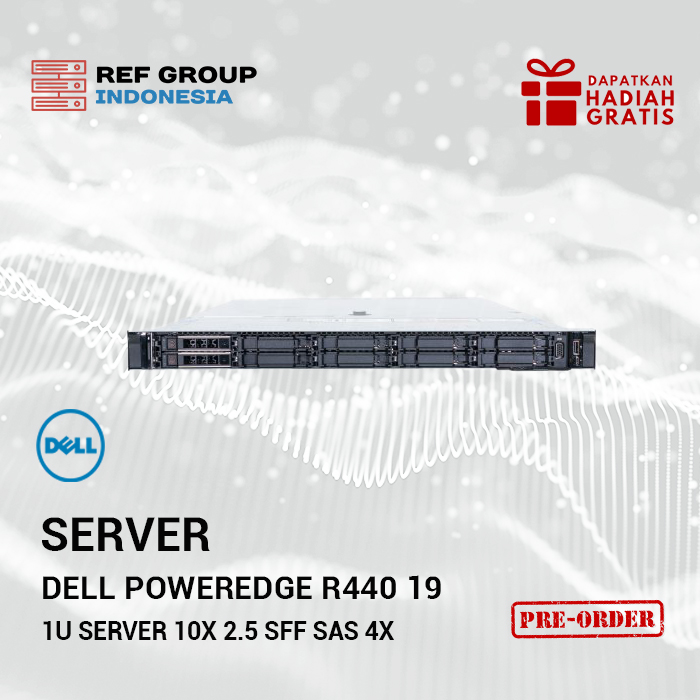 REF GROUP
INDONESIA
DAPATKAN
HADIAH
GRATIS
DELL
SERVER
DELL POWEREDGE R440 19
1U SERVER 10X 2.5 SFF SAS 4X
PRE-ORDER